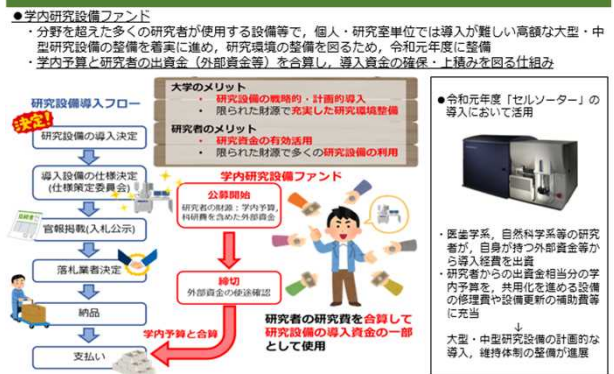 ●学内研究設備ファンド
・分野を超えた多くの研究者が使用する設備等で，個人・研究室単位では導入が難しい高額な大型・中
型研究設備の整備を着実に進め，研究環境の整備を図るため，令和元年度に整備
・学内予算と研究者の出資金（外部資金等）を合算し，導入資金の確保・上積みを図る仕組み
研究設備導入フロー
決定!
研究設備の導入決定
導入設備の仕様決定
(仕様策定委員会)
官報掲載(入札公示)
落札業者決定
納品
支払い
大学のメリット
・研究設備の戦略的・計画的導入
・限られた財源で充実した研究環境整備
研究者のメリット
・研究資金の有効活用
・限られた財源で多くの研究設備の利用
学内研究設備ファンド
公募開始
研究者の財源：学内予算,
科研費を含めた外部資金
締切
外部資金の使途確認
学内予算と合算
研究者の研究費を合算して
研究設備の導入資金の一部
として使用
●令和元年度「セルソーター」の
導入において活用
・医歯学系，自然科学系等の研究
者が，自身が持つ外部資金等か
ら導入経費を出資
・研究者からの出資金相当分の学
内予算を，共用化を進める設備
の修理費や設備更新の補助費等
に充当
↓
大型・中型研究設備の計画的な
導入，維持体制の整備が進展